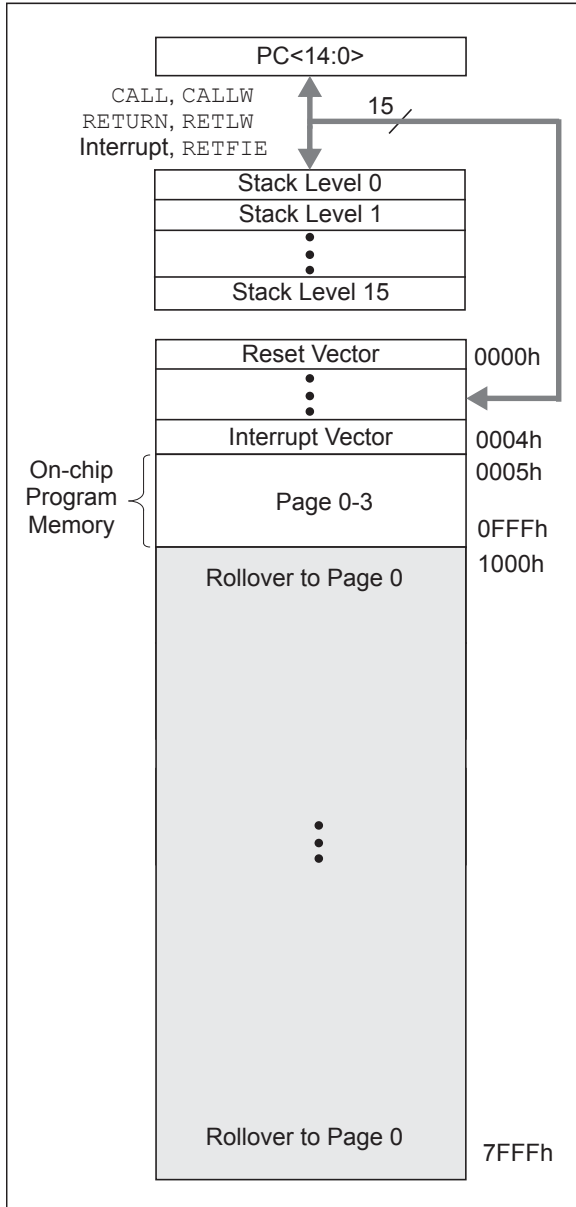 PC<14:0>
CALL, CALLW
RETURN, RETLW
Interrupt, RETFIE
15
Stack Level 0
Stack Level 1
Stack Level 15
Reset Vector
0000h
Interrupt Vector
0004h
On-chip
Program
Memory
0005h
Page 0-3
0FFFh
1000h
Rollover to Page 0
Rollover to Page 0
7FFFh